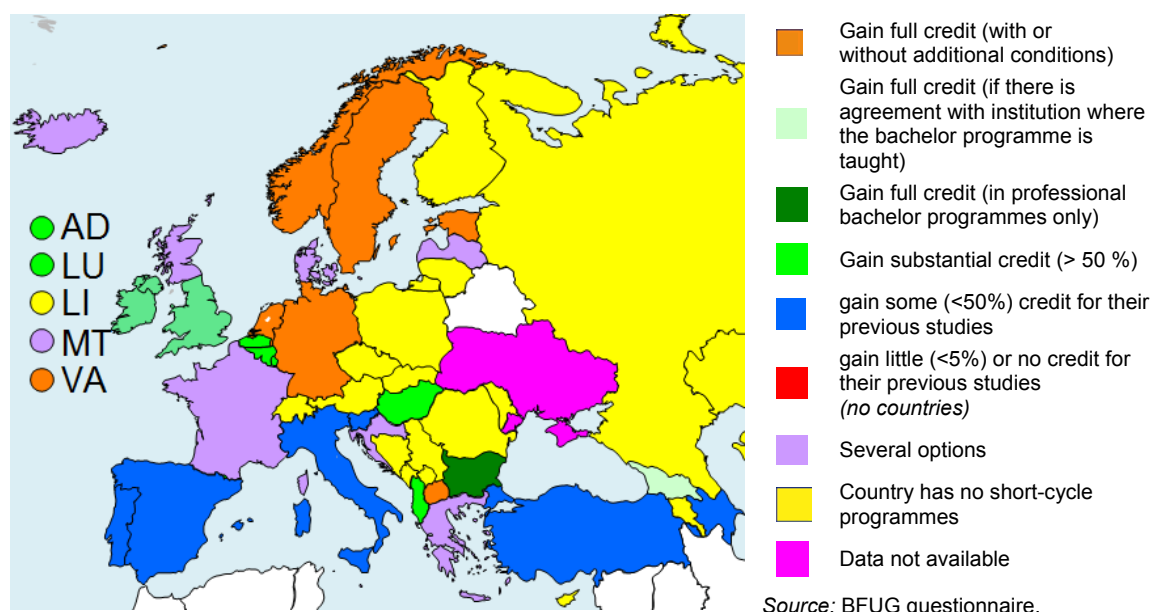 AD
LU
LI
MT
VA
Gain full credit (with or
without additional conditions)
Gain full credit (if there is
agreement with institution where
the bachelor programme is
taught)
Gain full credit (in professional
bachelor programmes only)
Gain substantial credit (> 50 %)
gain some (<50%) credit for their
previous studies
gain little (<5%) or no credit for
their previous studies
(no countries)
Several options
Country has no short-cycle
programmes
Data not available
Source: BFUG questionnaire.